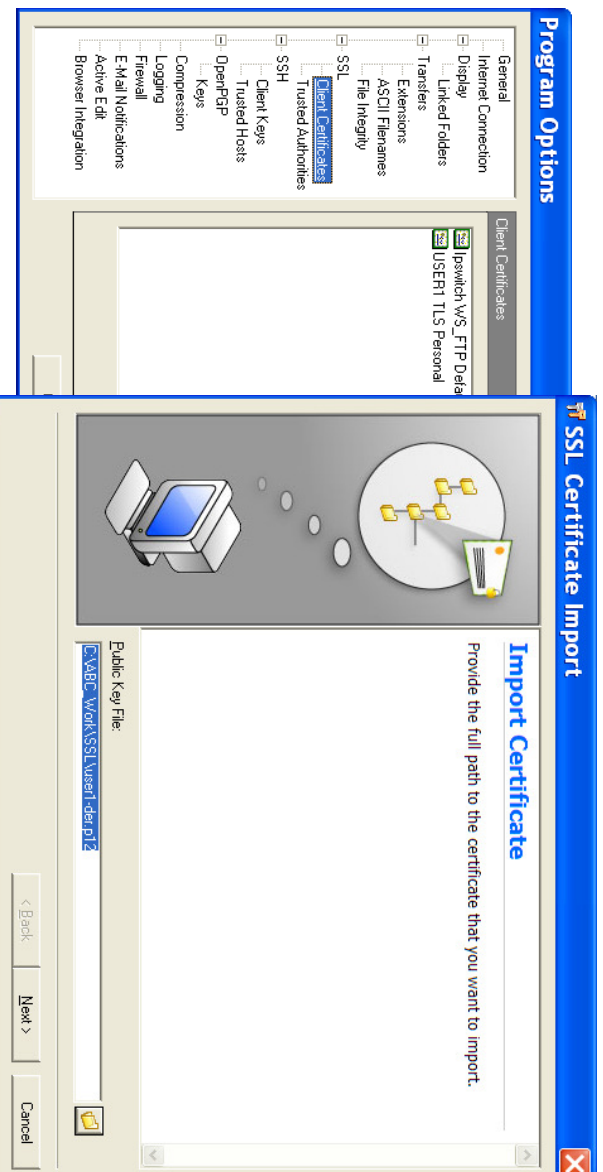 Program Options
General
Internet Connection
Display
Linked Folders
Transfers
Extensions
ASCII Filenames
File Integrity
SSL
Client Certificates
Trusted Authorities
SSH
Client Keys
Trusted Hosts
OpenPGP
Keys
Compression
Logging
Firewall
E-Mail Notifications
Active Edit
Browser Integration
Client Certificates
Ipswitch WS_FTP Defa
USER1 TLS Personal
SSL Certificate Import
Import Certificate
Provide the full path to the certificate that you want to import.
Public Key File:
C:\ABC_Work\SSL\user1-der.p12
< Back
Next >
Cancel